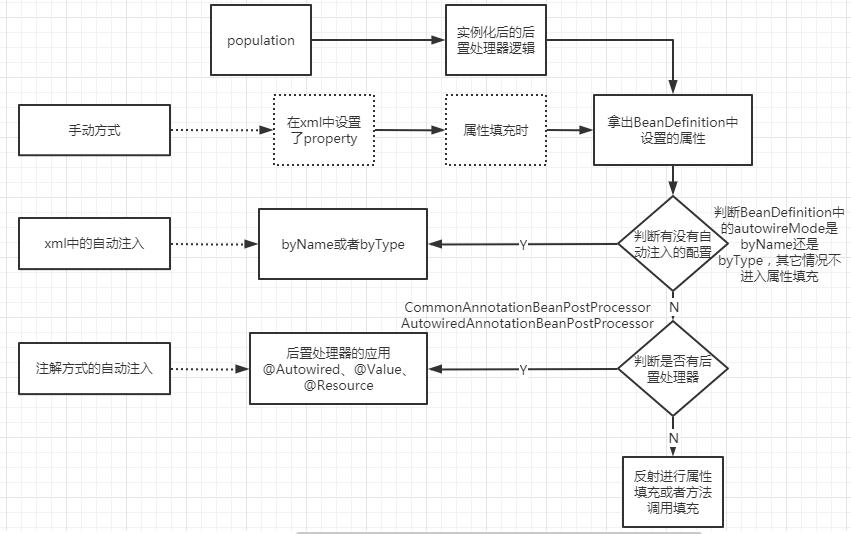 population
实例化后的后
置处理器逻辑
手动方式
在xml中设置
了property
属性填充时
拿出BeanDefinition中
设置的属性
xml中的自动注入
byName或者byType
Y
判断有没有自
动注入的配置
判断BeanDefinition中
的autowireMode是
byName还是
byType，其它情况不
进入属性填充
N
CommonAnnotationBeanPostProcessor
AutowiredAnnotationBeanPostProcessor
注解方式的自动注入
后置处理器的应用
@Autowired、@Value、
@Resource
Y
判断是否有后
置处理器
N
反射进行属性
填充或者方法
调用填充